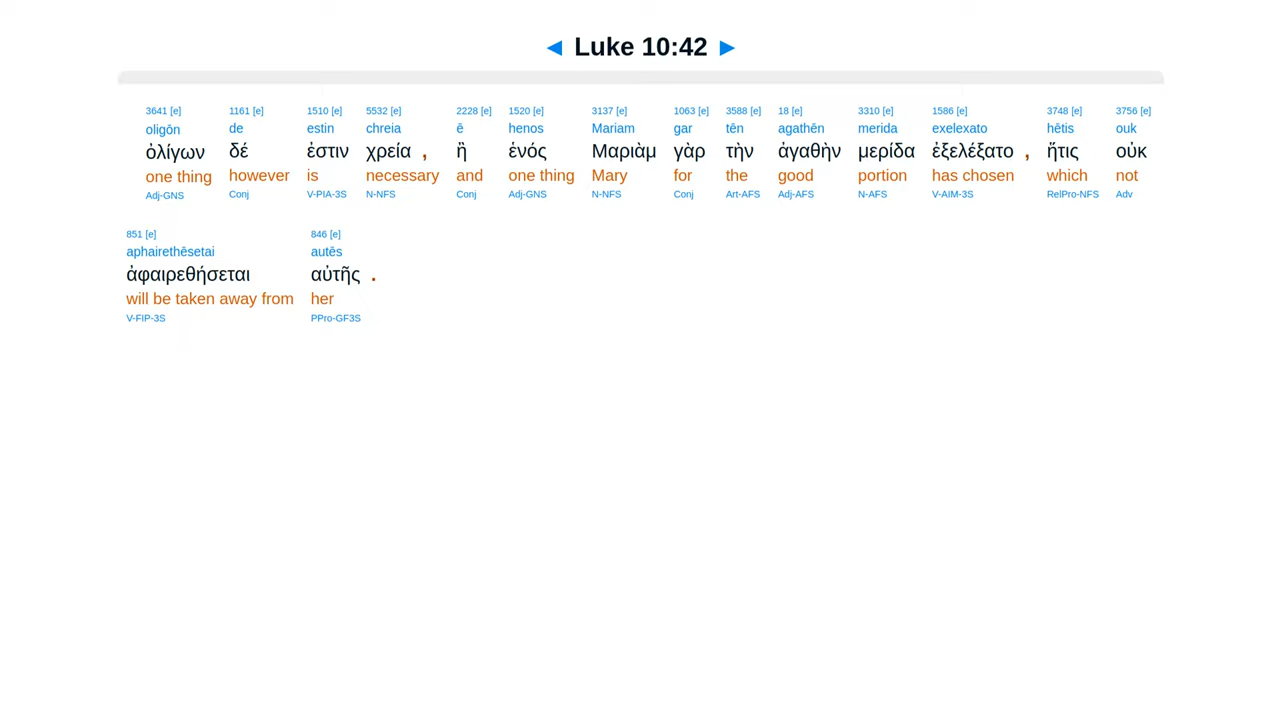 ◄ Luke 10:42 ►
3641 [e] 1161 [e] 1510 [e] 5532 [e] 2228 [e] 1520 [e] 3137 [e] 1063 [e] 3588 [e] 18 [e] 3310 [e] 1586 [e] 3748 [e] 3756 [e]
oligōn de estin chreia ē henos Mariam gar tēn agathēn merida exelexato hētis ouk
ὀλίγων δέ ἐστιν χρεία , ἢ ἑνός Μαριὰμ γὰρ τὴν ἀγαθὴν μερίδα ἐξελέξατο , ἥτις οὐκ
one thing however is necessary and one thing Mary for the good portion has chosen which not
Adj-GNS Conj V-PIA-3S N-NFS Conj Adj-GNS N-NFS Conj Art-AFS Adj-AFS N-AFS V-AIM-3S RelPro-NFS Adv
851 [e] 846 [e]
aphairethēsetai autēs
ἀφαιρεθήσεται αὐτῆς .
will be taken away from her
V-FIP-3S PPro-GF3S